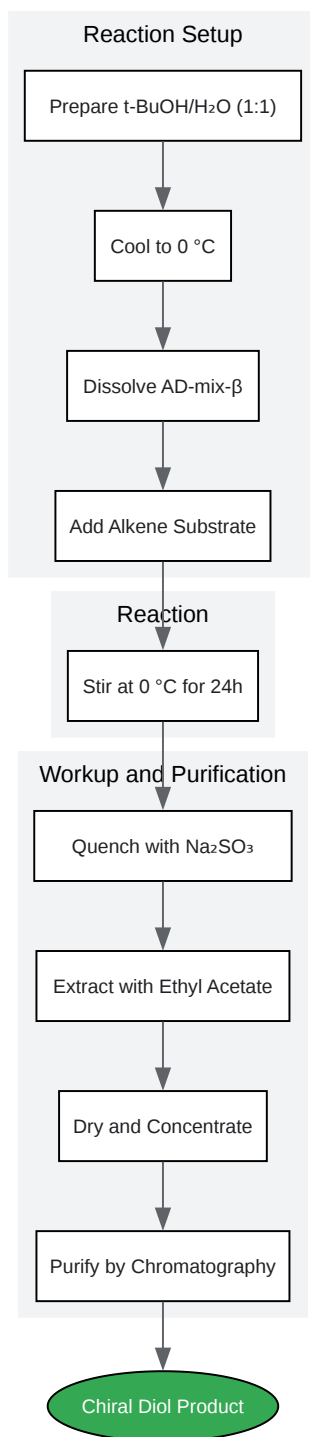 Reaction Setup
Prepare t-BuOH/H₂O (1:1)
Cool to 0 °C
Dissolve AD-mix-β
Add Alkene Substrate
Reaction
Stir at 0 °C for 24h
Workup and Purification
Quench with Na₂SO₃
Extract with Ethyl Acetate
Dry and Concentrate
Purify by Chromatography
Chiral Diol Product